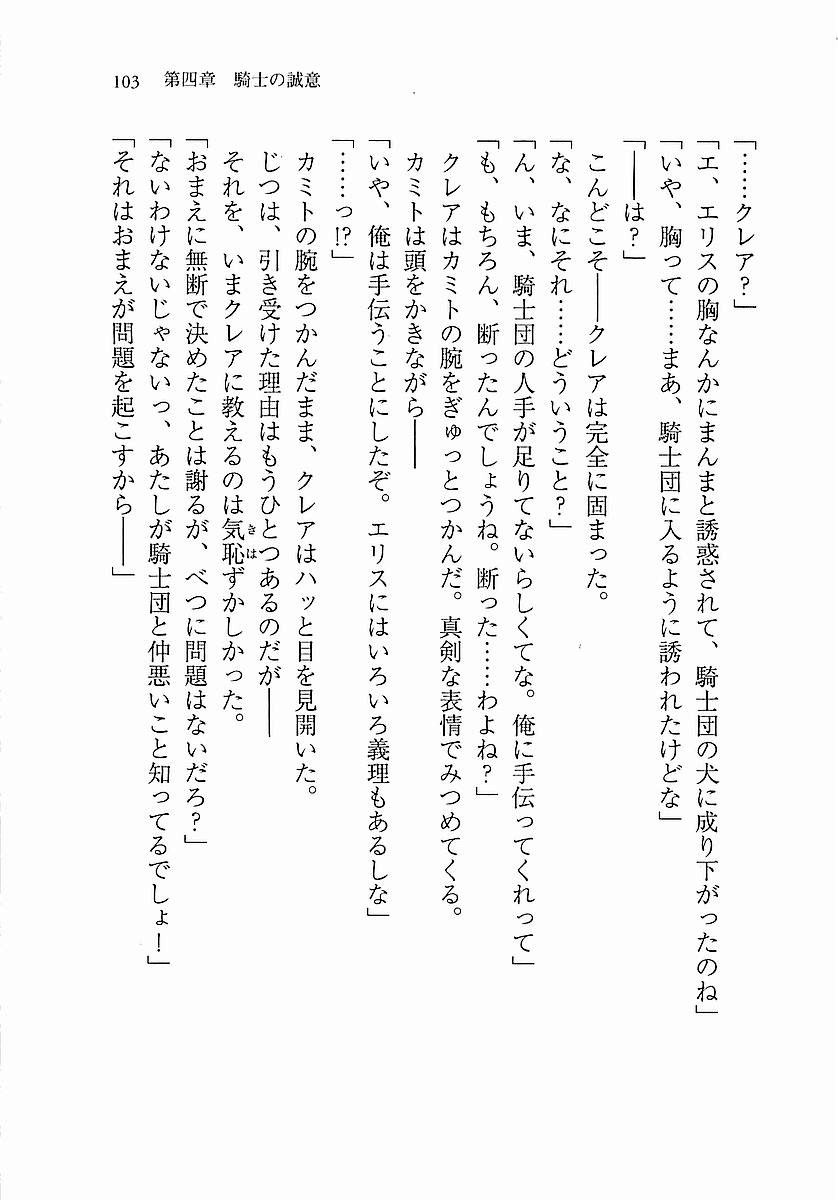 103　第四章　騎士の誠意
「……クレア？」
「エ、エリスの胸なんかにまんまと誘惑されて、騎士団の犬に成り下がったのね」
「いや、胸って……まあ、騎士団に入るように誘われたけどな」
「――は？」
こんどこそ――クレアは完全に固まった。
「な、なにそれ……どういうこと？」
「ん、いま、騎士団の人手が足りてないらしくてな。俺に手伝ってくれって」
「も、もちろん、断ったんでしょうね。断った……わよね？」
クレアはカミトの腕をぎゅっとつかんだ。真剣な表情でみつめてくる。
カミトは頭をかきながら――
「いや、俺は手伝うことにしたぞ。エリスにはいろいろ義理もあるしな」
「……っ!?」
カミトの腕をつかんだまま、クレアはハッと目を見開いた。
じつは、引き受けた理由はもうひとつあるのだが――
それを、いまクレアに教えるのは気恥（きは）ずかしかった。
「おまえに無断で決めたことは謝るが、べつに問題はないだろ？」
「ないわけないじゃないっ、あたしが騎士団と仲悪いこと知ってるでしょ！」
「それはおまえが問題を起こすから――」